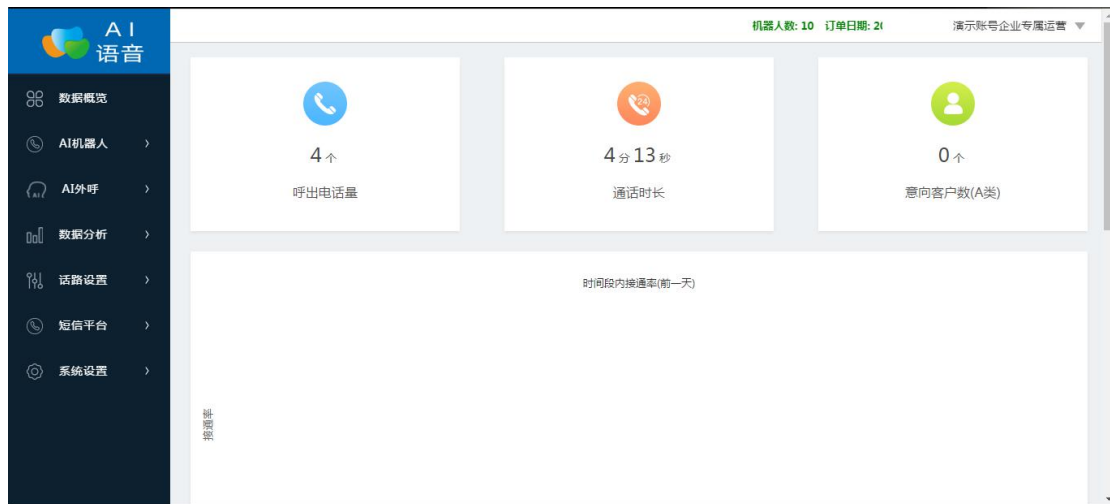 AI
语音
机器人数: 10 订单日期: 2
演示账号企业专属运营
数据概览
AI机器人
AI外呼
数据分析
话路设置
短信平台
系统设置
4 个
呼出电话量
24
4 分 13 秒
通话时长
0 个
意向客户数(A类)
时间段内接通率(前一天)
接通率